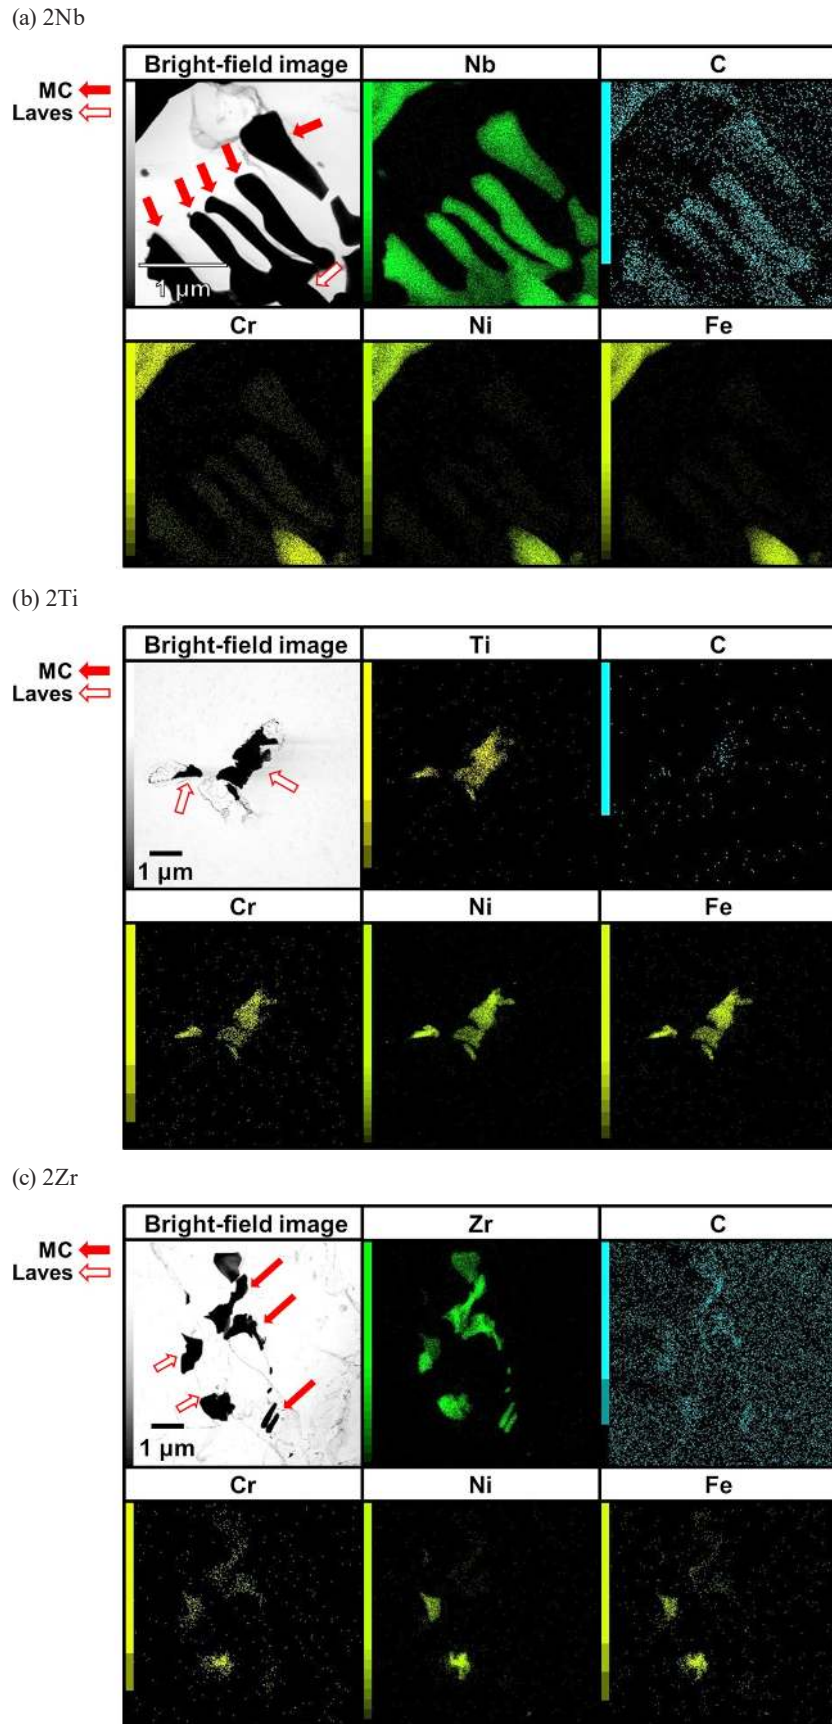 (a) 2Nb
Bright-field image Nb C
MC
Laves
1 μm
Cr Ni Fe
(b) 2Ti
Bright-field image Ti C
MC
Laves
1 μm
Cr Ni Fe
(c) 2Zr
Bright-field image Zr C
MC
Laves
1 μm
Cr Ni Fe